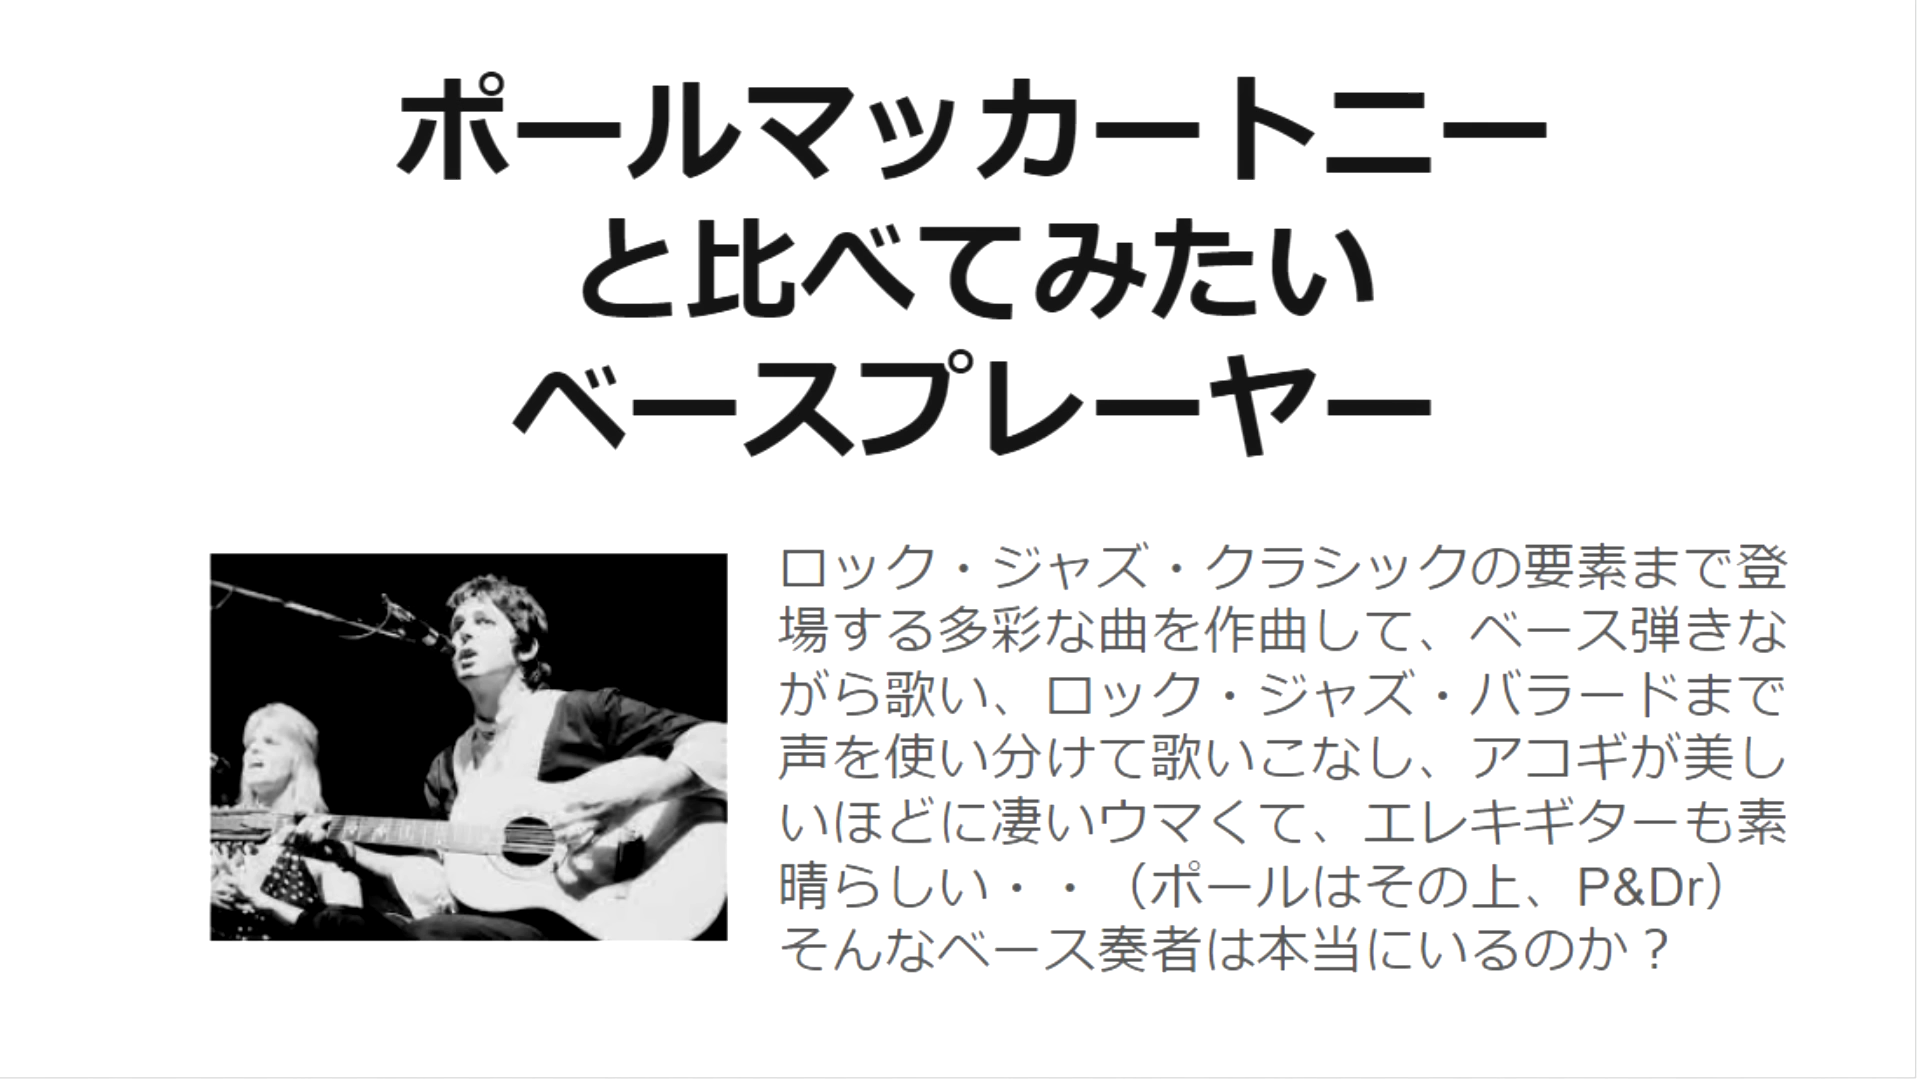 ポールマッカートニー
と比べてみたい
ベースプレーヤー
ロック・ジャズ・クラシックの要素まで登
場する多彩な曲を作曲して、ベース弾きな
がら歌い、ロック・ジャズ・バラードまで
声を使い分けて歌いこなし、アコギが美し
いほどに凄いウマくて、エレキギターも素
晴らしい・・（ポールはその上、P&Dr）
そんなベース奏者は本当にいるのか？